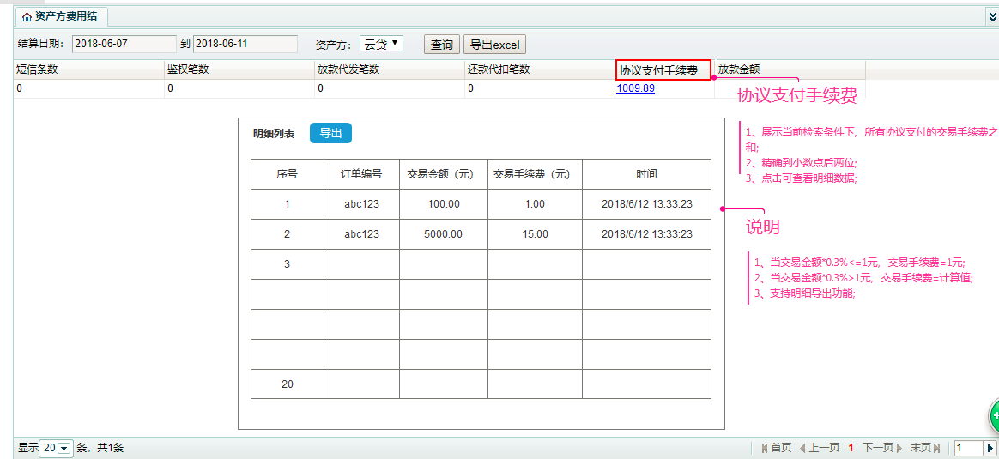 资产方费用结
结算日期: 2018-06-07 到 2018-06-11 资产方: 云贷 查询 导出excel
短信条数 鉴权笔数 放款代发笔数 还款代扣笔数 协议支付手续费 放款金额
0 0 0 0 1009.89
协议支付手续费
1、展示当前检索条件下, 所有协议支付的交易手续费之
和;
2、精确到小数点后两位;
3、点击可查看明细数据;
明细列表 导出
序号 订单编号 交易金额（元） 交易手续费（元） 时间
1 abc123 100.00 1.00 2018/6/12 13:33:23
2 abc123 5000.00 15.00 2018/6/12 13:33:23
3
20
说明
1、当交易金额*0.3%<=1元, 交易手续费=1元;
2、当交易金额*0.3%>1元, 交易手续费=计算值;
3、支持明细导出功能;
显示 20 条，共1条 首页 上一页 1 下一页 末页 1